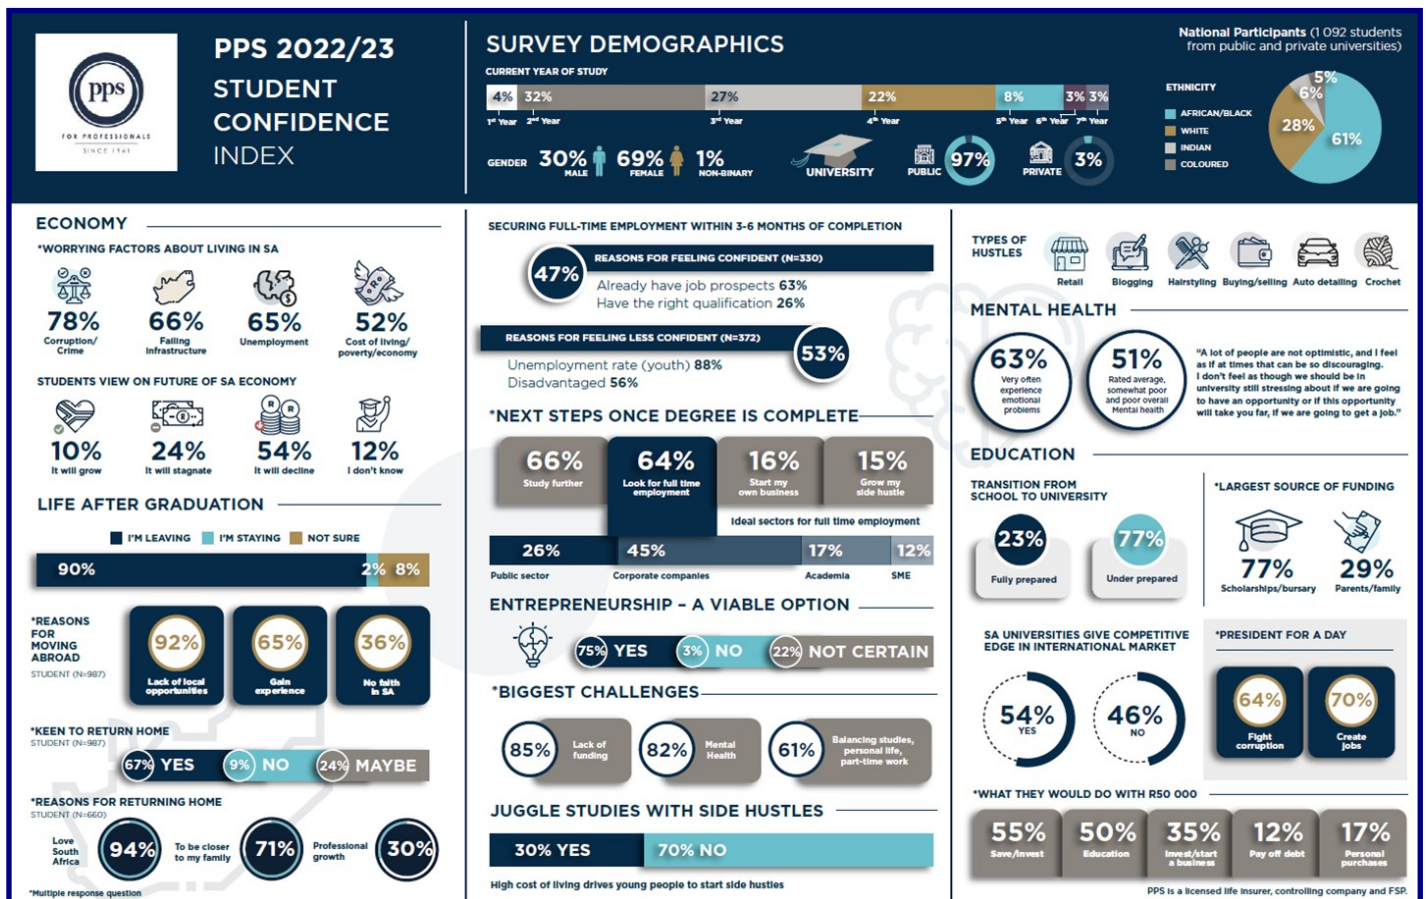 pps
FOR PROFESSIONALS
SINCE 1941
PPS 2022/23
STUDENT
CONFIDENCE
INDEX
SURVEY DEMOGRAPHICS
CURRENT YEAR OF STUDY
4% 32% 27% 22% 8% 3% 3%
1st Year 2nd Year 3rd Year 4th Year 5th Year 6th Year 7th Year
GENDER 30% MALE 69% FEMALE 1% NON-BINARY
UNIVERSITY PUBLIC 97% PRIVATE 3%
National Participants (1 092 students
from public and private universities)
ETHNICITY
AFRICAN/BLACK
WHITE
INDIAN
COLOURED
5%
6%
28%
61%
ECONOMY
*WORRYING FACTORS ABOUT LIVING IN SA
78% 66% 65% 52%
Corruption/
Crime
Failing
Infrastructure
Unemployment
Cost of living/
poverty/economy
STUDENTS VIEW ON FUTURE OF SA ECONOMY
R R R
10% 24% 54% 12%
It will grow It will stagnate It will decline I don't know
LIFE AFTER GRADUATION
I'M LEAVING I'M STAYING NOT SURE
90% 2% 8%
*REASONS
FOR
MOVING
ABROAD
STUDENT (N=987)
92%
Lack of local
opportunities
65%
Gain
experience
36%
No faith
in SA
*KEEN TO RETURN HOME
STUDENT (N=987)
67% YES 9% NO 24% MAYBE
*REASONS FOR RETURNING HOME
STUDENT (N=660)
Love
South
Africa
94%
To be closer
to my family
71%
Professional
growth
30%
*Multiple response question
SECURING FULL-TIME EMPLOYMENT WITHIN 3-6 MONTHS OF COMPLETION
47%
REASONS FOR FEELING CONFIDENT (N=330)
Already have job prospects 63%
Have the right qualification 26%
REASONS FOR FEELING LESS CONFIDENT (N=372)
53%
Unemployment rate (youth) 88%
Disadvantaged 56%
*NEXT STEPS ONCE DEGREE IS COMPLETE
66%
Study further
64%
Look for full time
employment
16%
Start my
own business
15%
Grow my
side hustle
Ideal sectors for full time employment
26% 45% 17% 12%
Public sector Corporate companies Academia SME
ENTREPRENEURSHIP – A VIABLE OPTION
75% YES 3% NO 22% NOT CERTAIN
*BIGGEST CHALLENGES
85%
Lack of
funding
82%
Mental
Health
61%
Balancing studies,
personal life,
part-time work
JUGGLE STUDIES WITH SIDE HUSTLES
30% YES 70% NO
High cost of living drives young people to start side hustles
TYPES OF
HUSTLES
Retail Blogging Hairstyling Buying/selling Auto detailing Crochet
MENTAL HEALTH
63%
Very often
experience
emotional
problems
51%
Rated average,
somewhat poor
and poor overall
Mental health
"A lot of people are not optimistic, and I feel
as if at times that can be so discouraging.
I don't feel as though we should be in
university still stressing about if we are going
to have an opportunity or if this opportunity
will take you far, if we are going to get a job."
EDUCATION
TRANSITION FROM
SCHOOL TO UNIVERSITY
23%
Fully prepared
77%
Under prepared
*LARGEST SOURCE OF FUNDING
77%
Scholarships/bursary
29%
Parents/family
SA UNIVERSITIES GIVE COMPETITIVE
EDGE IN INTERNATIONAL MARKET
54%
YES
46%
NO
*PRESIDENT FOR A DAY
64%
Fight
corruption
70%
Create
jobs
*WHAT THEY WOULD DO WITH R50 000
55%
Save/Invest
50%
Education
35%
Invest/start
a business
12%
Pay off debt
17%
Personal
purchases
PPS is a licensed life insurer, controlling company and FSP.